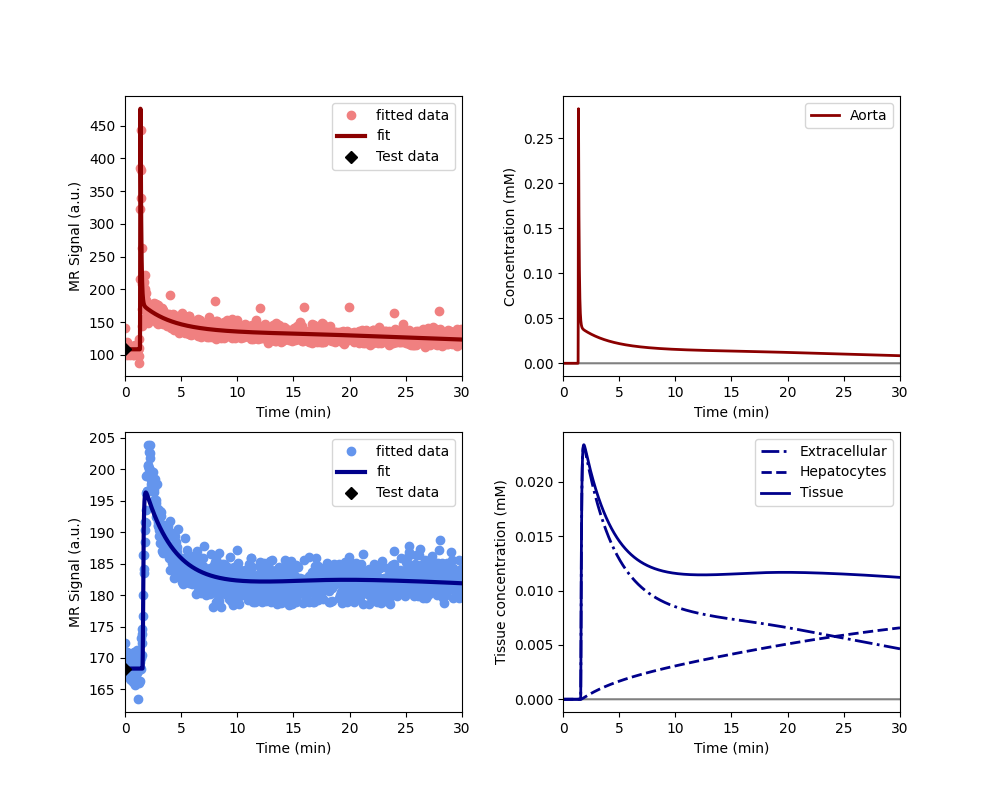 MR Signal (a.u.)
450
400
350
300
250
200
150
100
0 5 10 15 20 25 30
Time (min)
fitted data
fit
Test data
Concentration (mM)
0.25
0.20
0.15
0.10
0.05
0.00
0 5 10 15 20 25 30
Time (min)
Aorta
MR Signal (a.u.)
205
200
195
190
185
180
175
170
165
0 5 10 15 20 25 30
Time (min)
fitted data
fit
Test data
Tissue concentration (mM)
0.020
0.015
0.010
0.005
0.000
0 5 10 15 20 25 30
Time (min)
Extracellular
Hepatocytes
Tissue